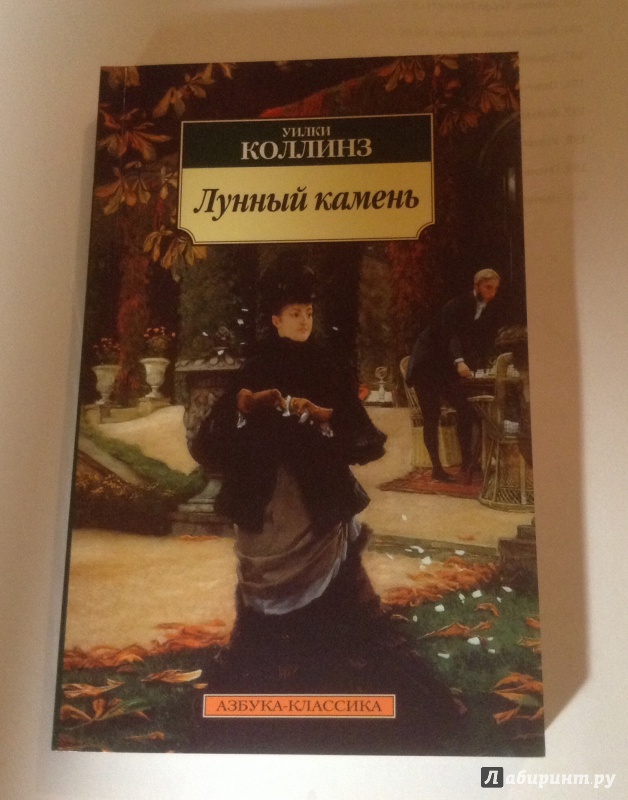 УИЛКИ
КОЛЛИНЗ
Лунный камень
АЗБУКА-КЛАССИКА
Лабиринт.ру